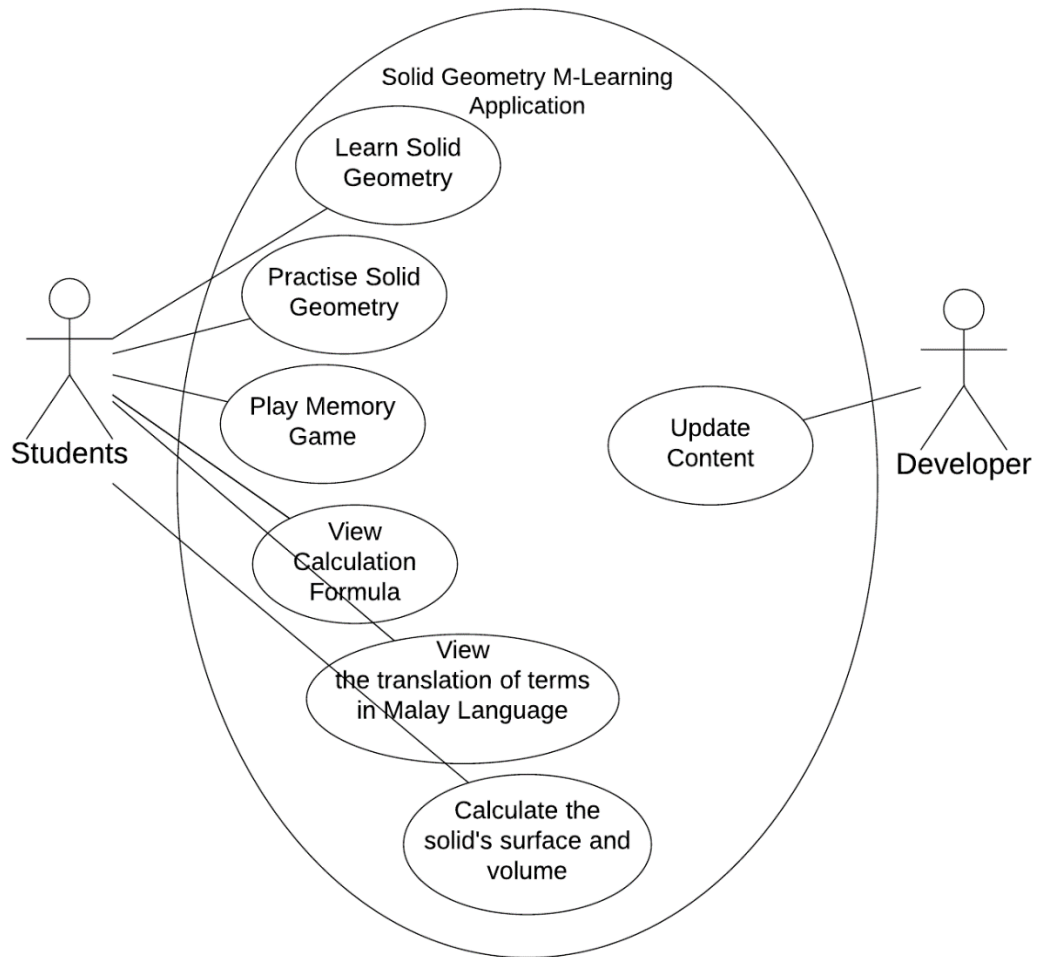 Solid Geometry M-Learning
Application
Learn Solid
Geometry
Practise Solid
Geometry
Play Memory
Game
View
Calculation
Formula
View
the translation of terms
in Malay Language
Calculate the
solid's surface and
volume
Students
Update
Content
Developer